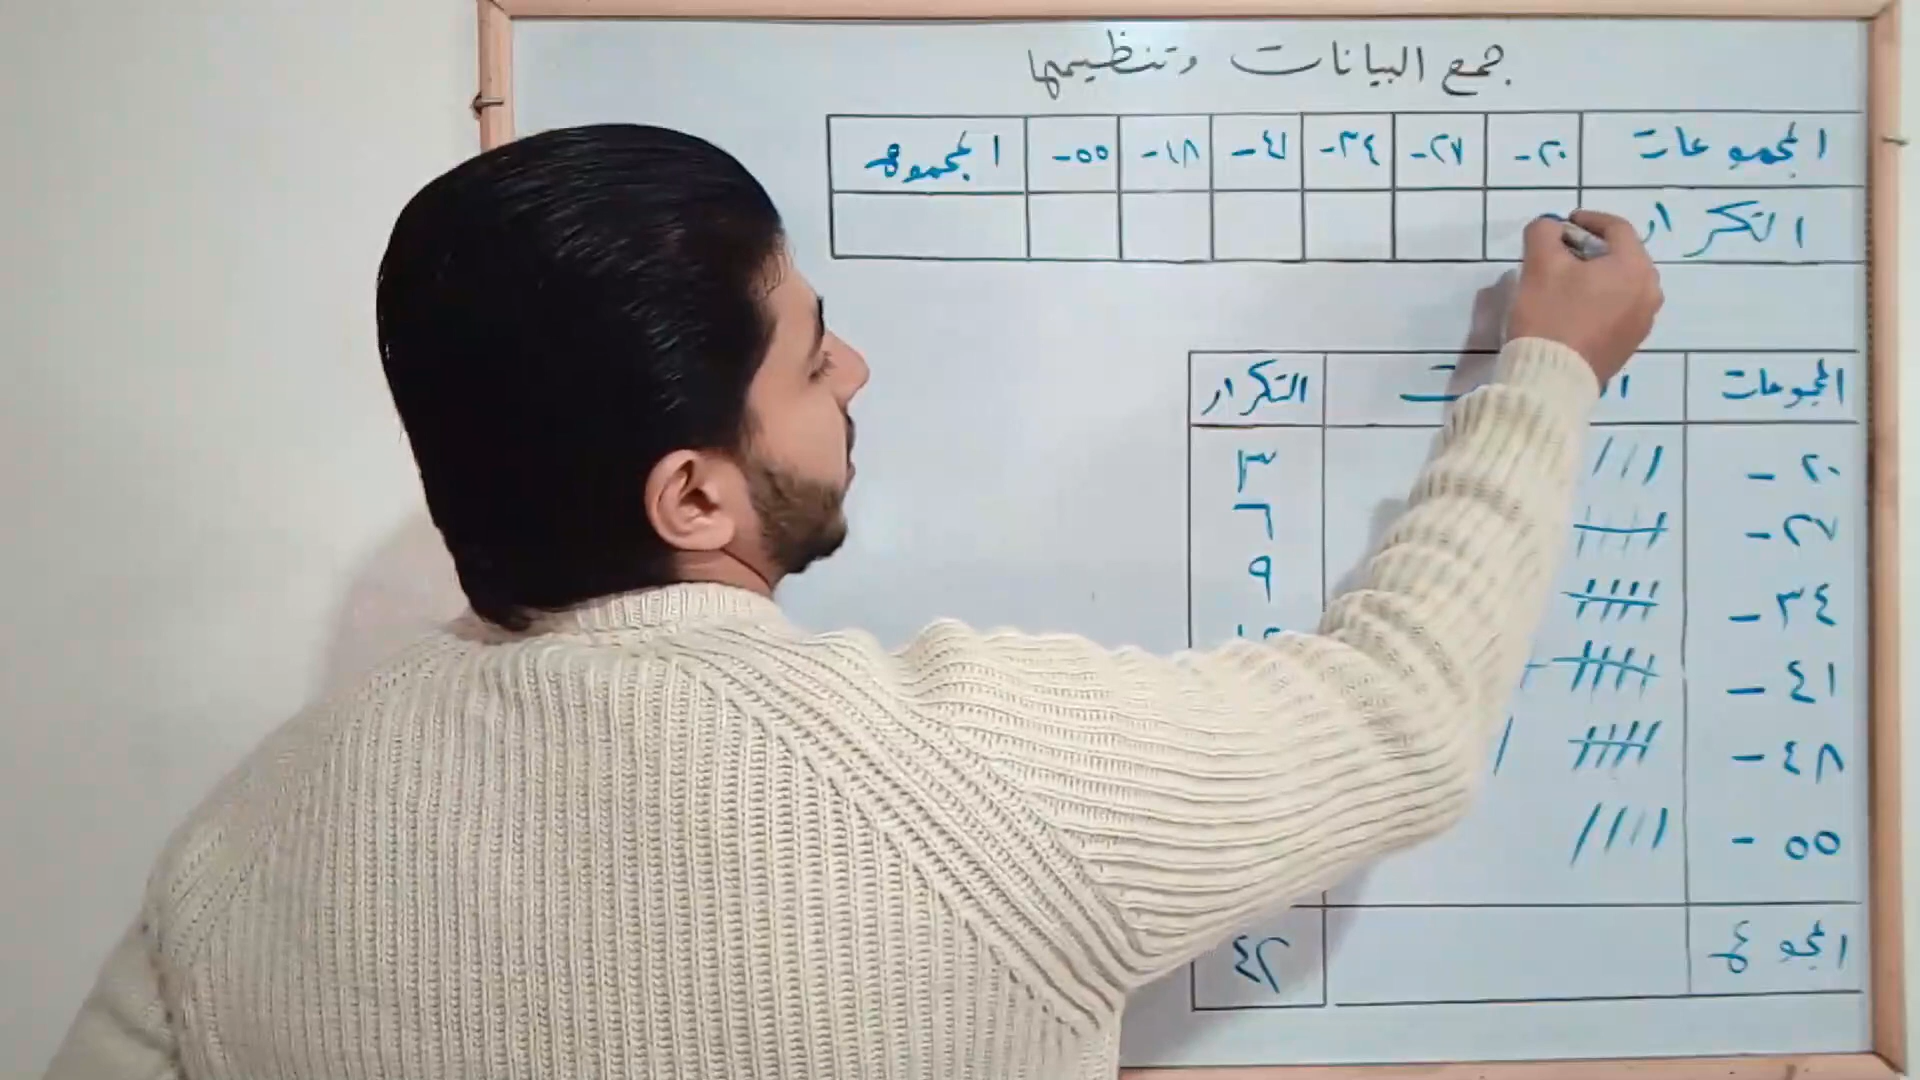 جمع البيانات وتنظيمها
المجموعات ٢٠- ٢٧- ٣٤- ٤١- ٤٨- ٥٥- المجموع
التكرار
المجموعات التكرار
٢٠- /// ٣
٢٧- ٦
٣٤- ٩
٤١-
٤٨-
٥٥- ////
المجموع ٤٢